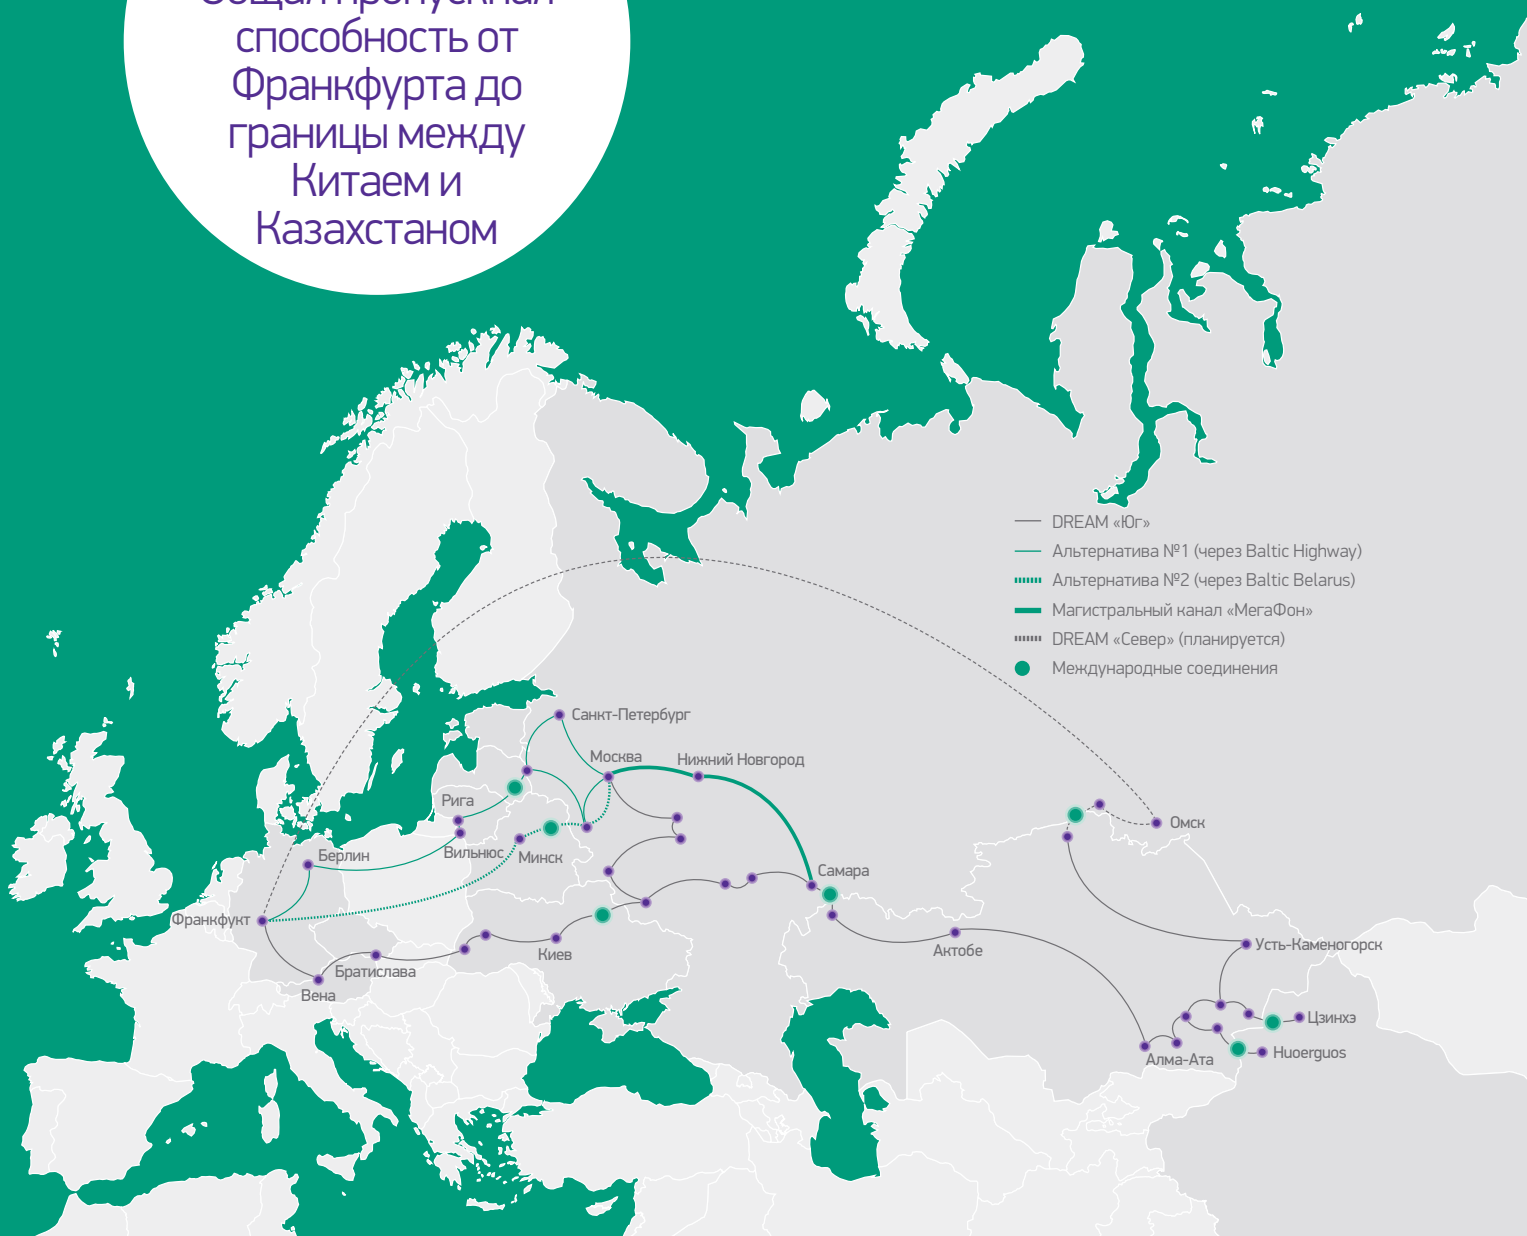 Общая пропускная
способность от
Франкфурта до
границы между
Китаем и
Казахстаном
DREAM «Юг»
Альтернатива №1 (через Baltic Highway)
Альтернатива №2 (через Baltic Belarus)
Магистральный канал «МегаФон»
DREAM «Север» (планируется)
Международные соединения
Санкт-Петербург
Москва
Нижний Новгород
Рига
Омск
Берлин
Вильнюс
Минск
Самара
Франкфукт
Киев
Актобе
Усть-Каменогорск
Братислава
Вена
Цзинхэ
Алма-Ата
Huoerguos